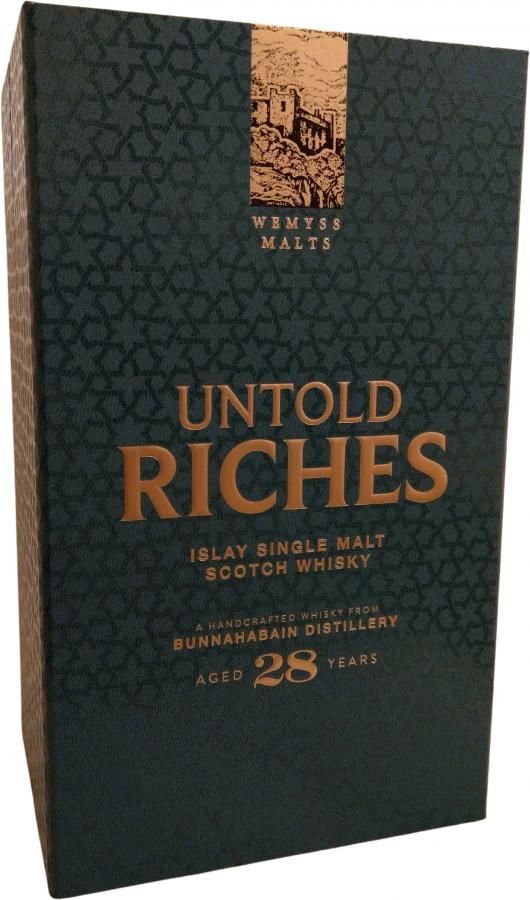 WEMYSS
MALTS
UNTOLD
RICHES
ISLAY SINGLE MALT
SCOTCH WHISKY
A HANDCRAFTED WHISKY FROM
BUNNAHABAIN DISTILLERY
AGED 28 YEARS